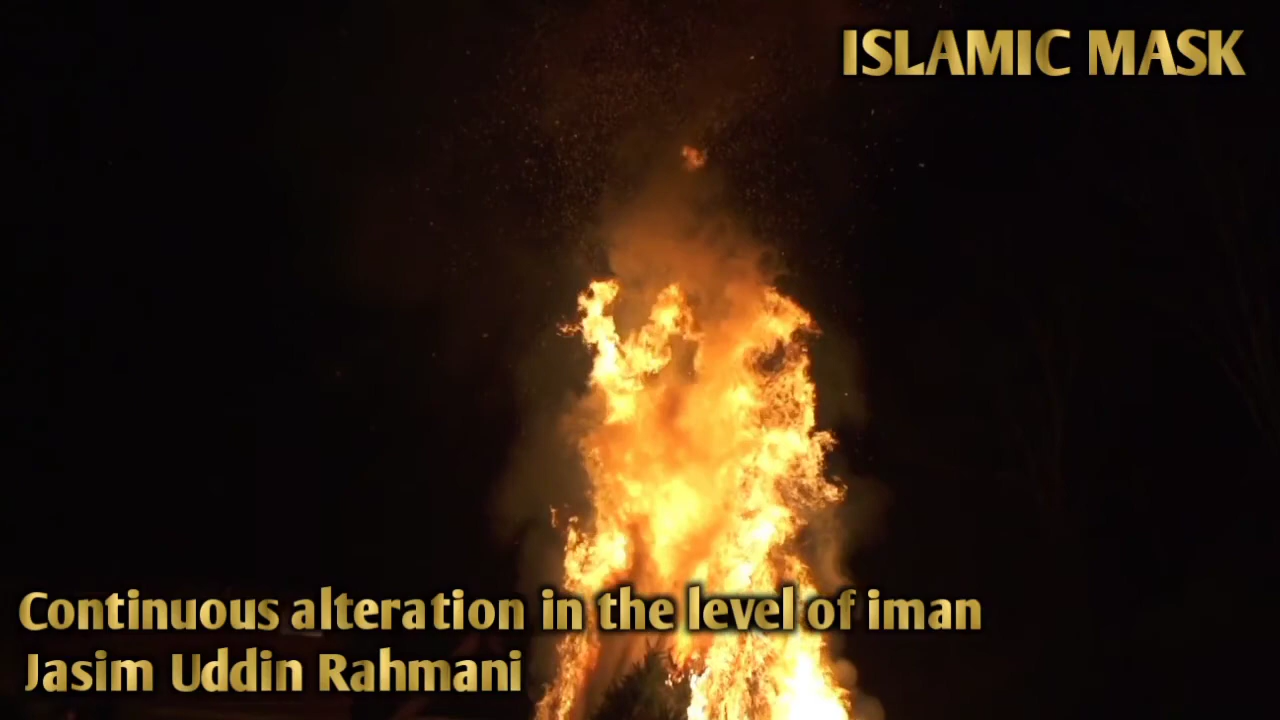 ISLAMIC MASK
Continuous alteration in the level of iman
Jasim Uddin Rahmani